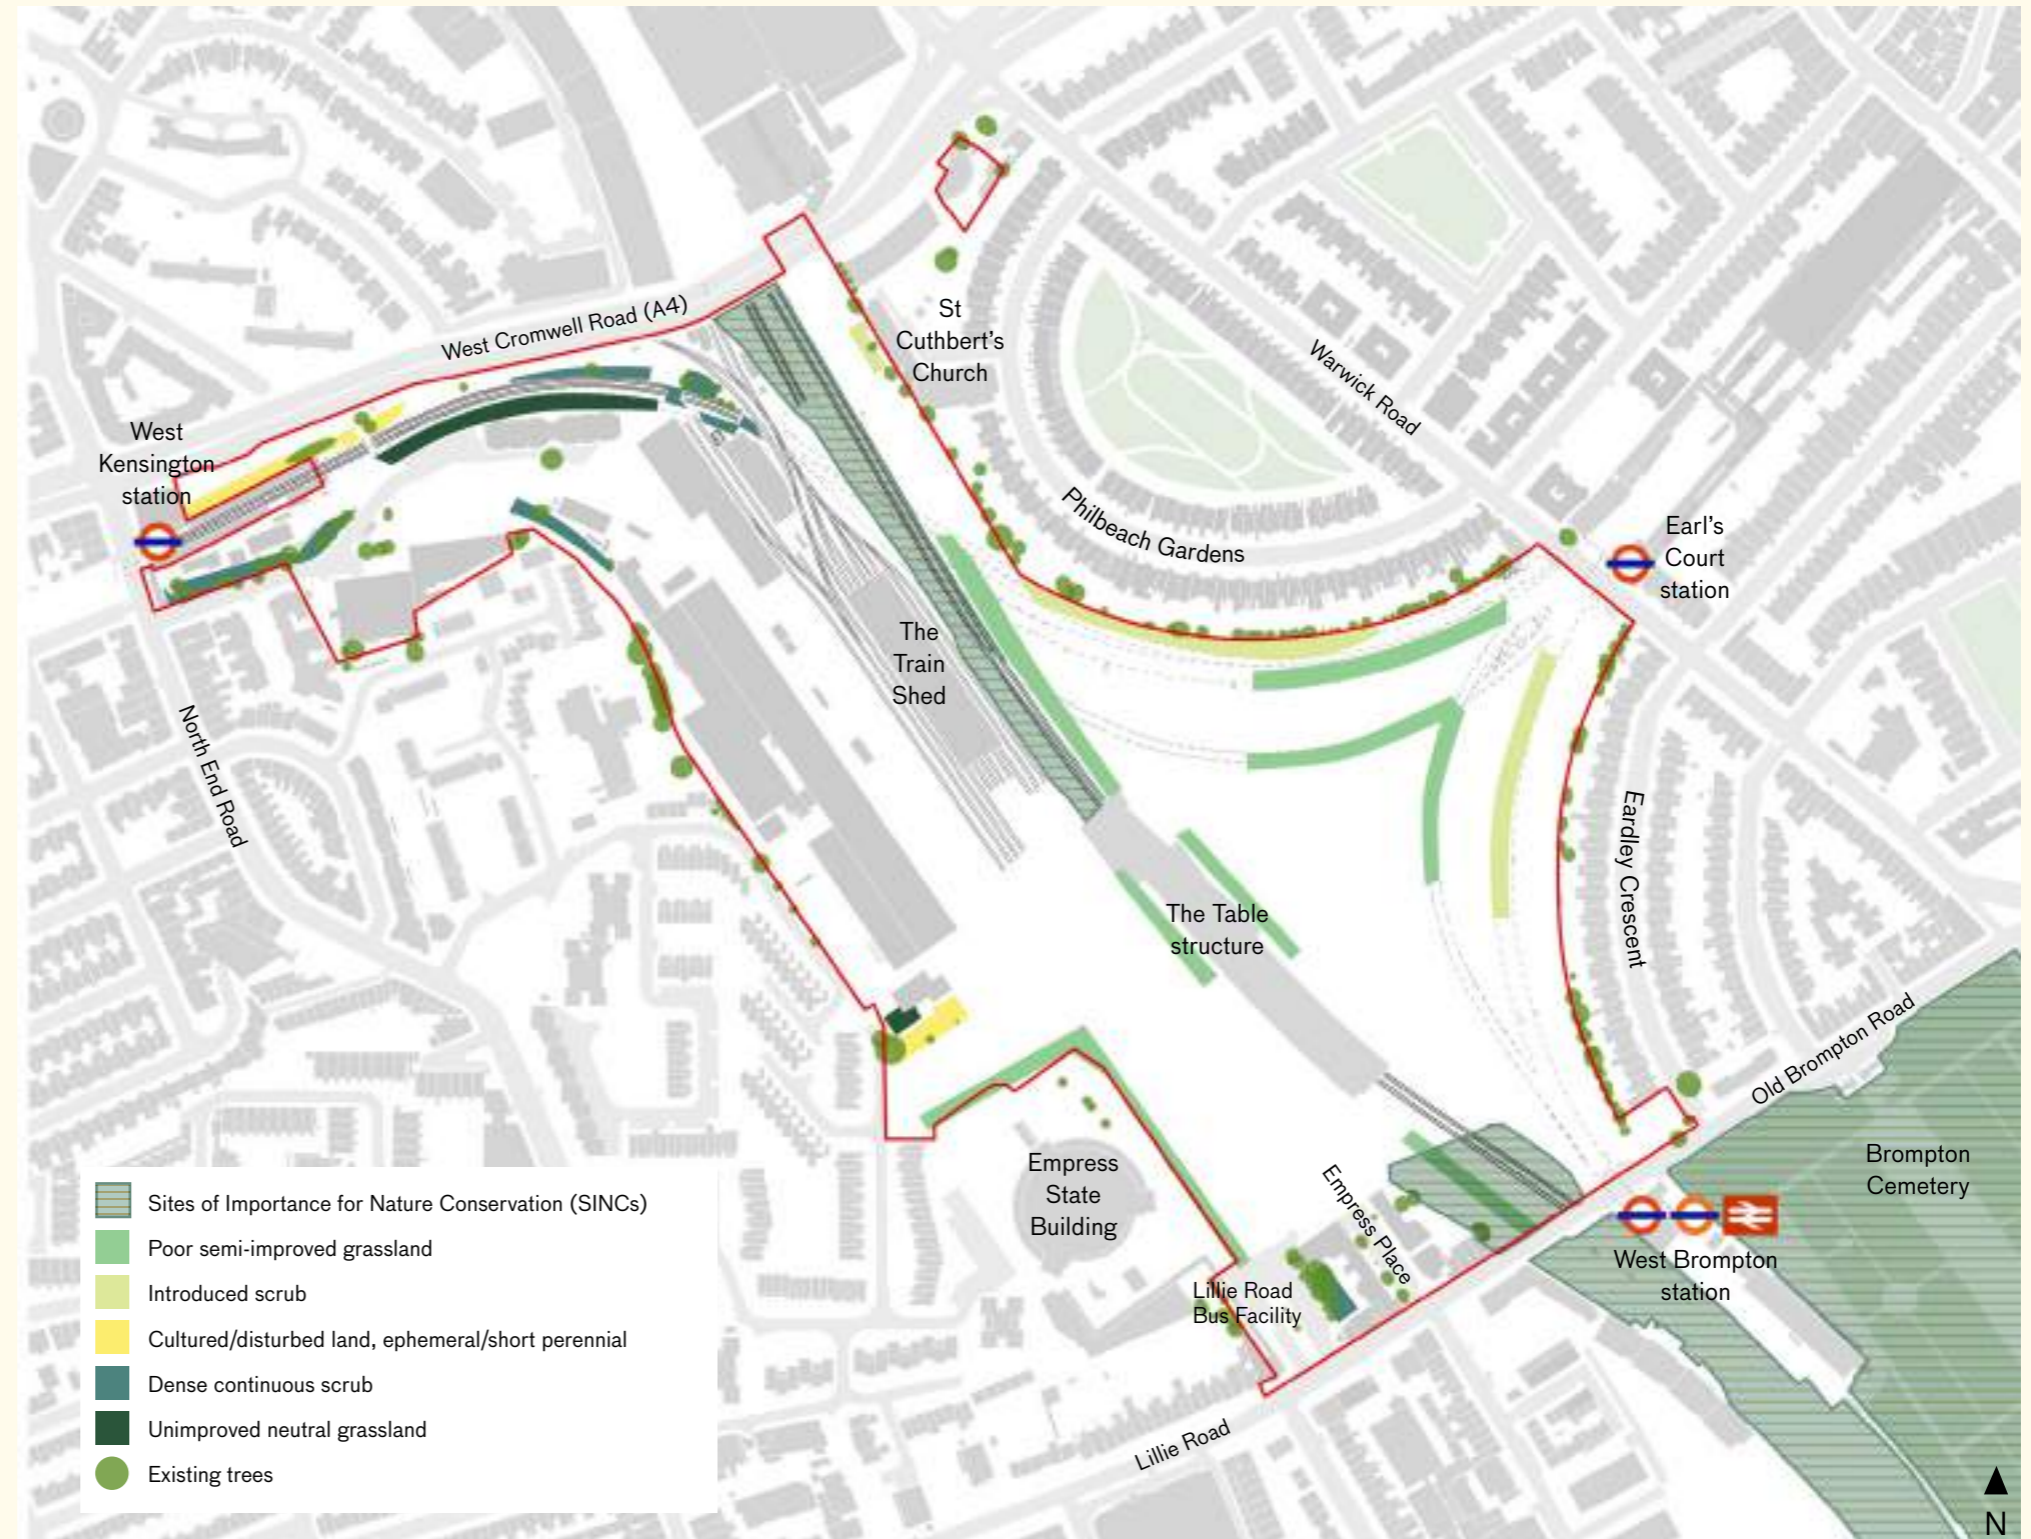 West Cromwell Road (A4)
St
Cuthbert's
Church
Warwick Road
West
Kensington
station
Philbeach Gardens
Earl's
Court
station
The
Train
Shed
North End Road
Eardley Crescent
The Table
structure
Old Brompton Road
Brompton
Cemetery
Empress
State
Building
Empress Place
West Brompton
station
Lillie Road
Bus Facility
Lillie Road
Sites of Importance for Nature Conservation (SINCs)
Poor semi-improved grassland
Introduced scrub
Cultured/disturbed land, ephemeral/short perennial
Dense continuous scrub
Unimproved neutral grassland
Existing trees
N